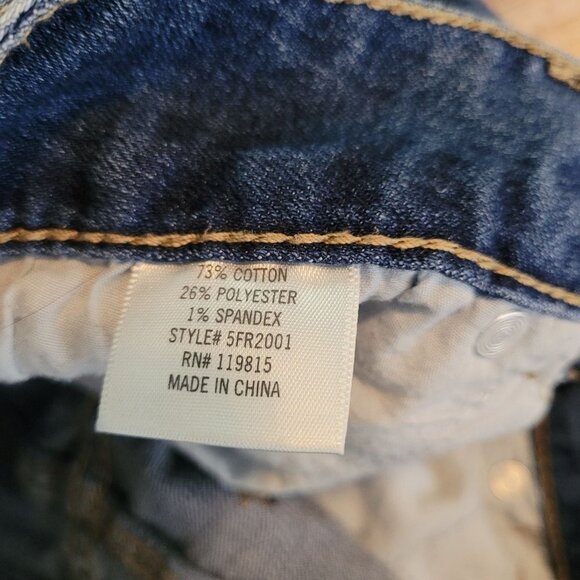 73% COTTON
26% POLYESTER
1% SPANDEX
STYLE# 5FR2001
RN# 119815
MADE IN CHINA